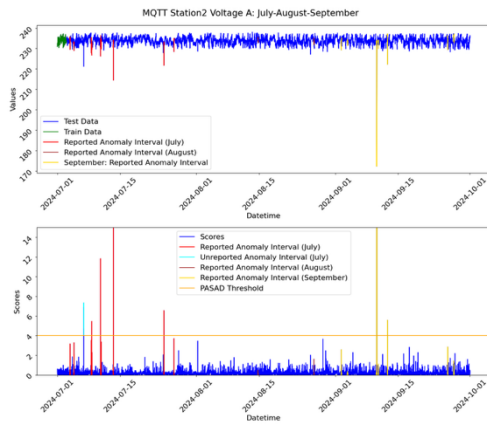 MQTT Station2 Voltage A: July-August-September
240
230
220
210
200
190
180
170
Values
Test Data
Train Data
Reported Anomaly Interval (July)
Reported Anomaly Interval (August)
September: Reported Anomaly Interval
2024-07-01
2024-07-15
2024-08-01
2024-08-15
2024-09-01
2024-09-15
2024-10-01
Datetime
14
12
10
8
6
4
2
0
Scores
Scores
Reported Anomaly Interval (July)
Unreported Anomaly Interval (July)
Reported Anomaly Interval (August)
Reported Anomaly Interval (September)
PASAD Threshold
2024-07-01
2024-07-15
2024-08-01
2024-08-15
2024-09-01
2024-09-15
2024-10-01
Datetime